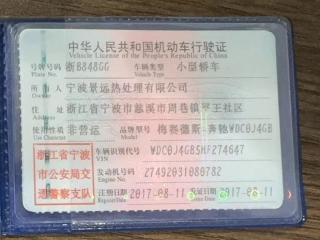 中华人民共和国机动车行驶证
Vehicle License of the People's Republic of China
号牌号码 浙B848GG 车辆类型 小型轿车
Plate No. Vehicle Type
所有人 宁波景远热处理有限公司
Owner
住址 浙江省宁波市慈溪市周巷镇 王社区
Address
使用性质 非营运 品牌型号 梅赛德斯-奔驰WDC0J4GB
浙江省宁波 车辆识别代号 WDC0J4GB5HF274647
VIN
市公安局交 发动机号码 27492031080782
Engine No.
通警察支队 注册日期 2017-08-11 发证日期 2017-08-11
Register Date Issue Date